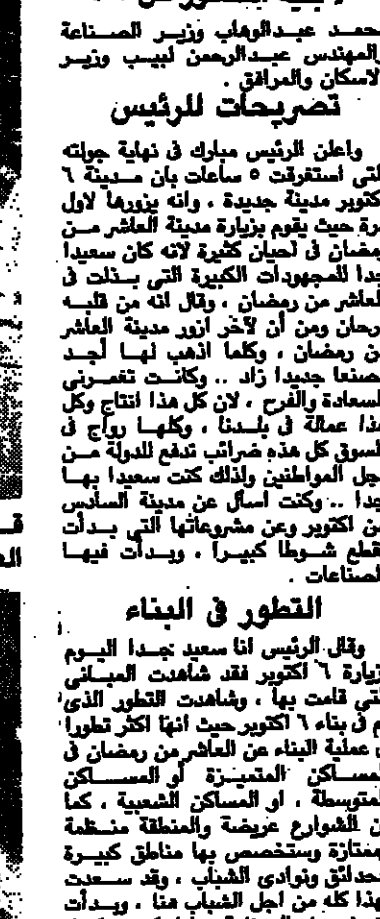 محمد عبدالوهاب وزير الصناعة
والمهندس عبدالرحمن لبيب وزير
الاسكان والمرافق .
تصريحات للرئيس
واعلن الرئيس مبارك فى نهاية جولته
التى استغرقت ٥ ساعات بان مدينة ٦
اكتوبر مدينة جديدة ، وانه يزورها لاول
مرة حيث يقوم بزيارة مدينة العاشر من
رمضان فى احيان كثيرة لانه كان سعيدا
جدا للمجهودات الكبيرة التى بذلت فى
العاشر من رمضان ، وقال انه من قلبه
فرحان ومن أن لآخر ازور مدينة العاشر
من رمضان ، وكلما اذهب لها أجد
مصنعا جديدا زاد .. وكانت تغمرنى
السعادة والفرح ، لان كل هذا انتاج وكل
هذا عمالة فى بلدنا ، وكلها رواج فى
السوق كل هذه ضرائب تدفع للدولة من
اجل المواطنين ولذلك كنت سعيدا بها
جدا .. وكنت اسأل عن مدينة السادس
من اكتوبر وعن مشروعاتها التى بدأت
تقطع شوطا كبيرا ، وبدأت فيها
الصناعات .
التطور فى البناء
وقال الرئيس انا سعيد جدا اليوم
بزيارة ٦ اكتوبر فقد شاهدت المبانى
التى قامت بها ، وشاهدت التطور الذى
تم فى بناء ٦ اكتوبر حيث انها اكثر تطورا
فى عملية البناء عن العاشر من رمضان فى
المساكن المتميزة أو المساكن
المتوسطة ، او المساكن الشعبية ، كما
ان الشوارع عريضة والمنطقة منظمة
وممتازة وستخصص بها مناطق كبيرة
لحدائق ونوادى الشباب ، وقد سعدت
بهذا كله من اجل الشباب هنا ، وبدأت